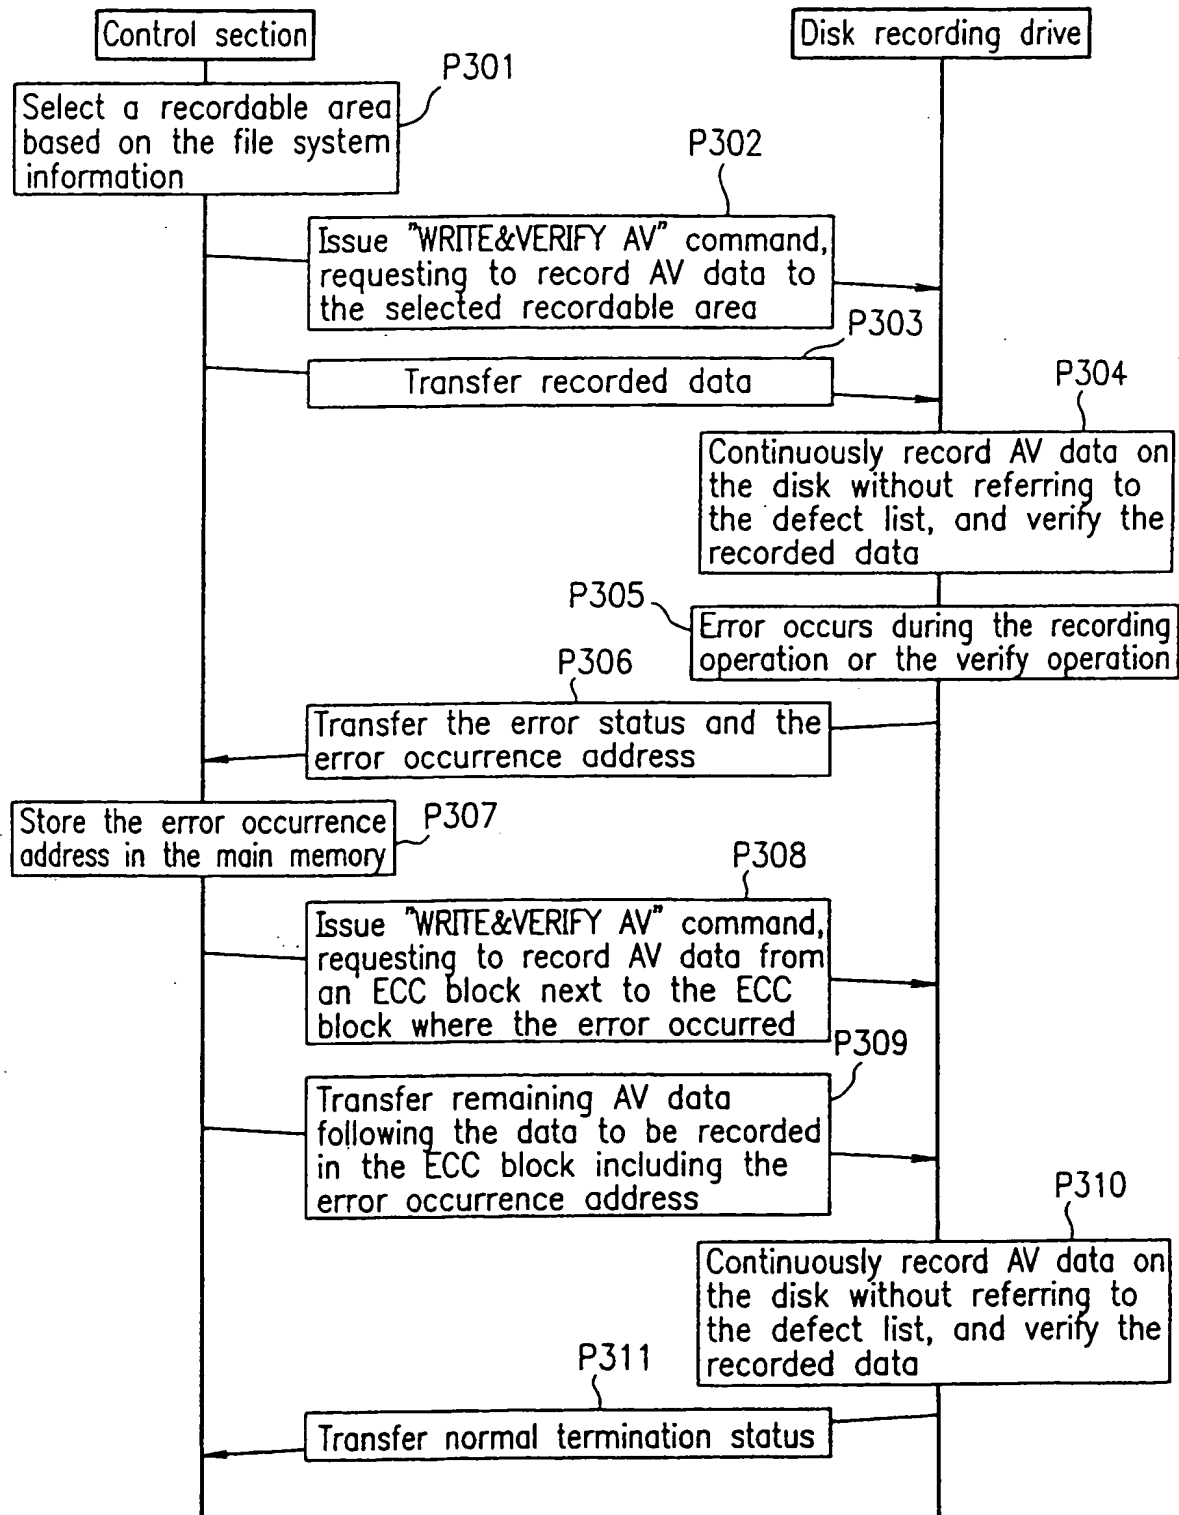 Control section
Disk recording drive
P301
Select a recordable area
based on the file system
information
P302
Issue "WRITE&VERIFY AV" command,
requesting to record AV data to
the selected recordable area
P303
Transfer recorded data
P304
Continuously record AV data on
the disk without referring to
the defect list, and verify the
recorded data
P305
Error occurs during the recording
operation or the verify operation
P306
Transfer the error status and the
error occurrence address
P307
Store the error occurrence
address in the main memory
P308
Issue "WRITE&VERIFY AV" command,
requesting to record AV data from
an ECC block next to the ECC
block where the error occurred
P309
Transfer remaining AV data
following the data to be recorded
in the ECC block including the
error occurrence address
P310
Continuously record AV data on
the disk without referring to
the defect list, and verify the
recorded data
P311
Transfer normal termination status